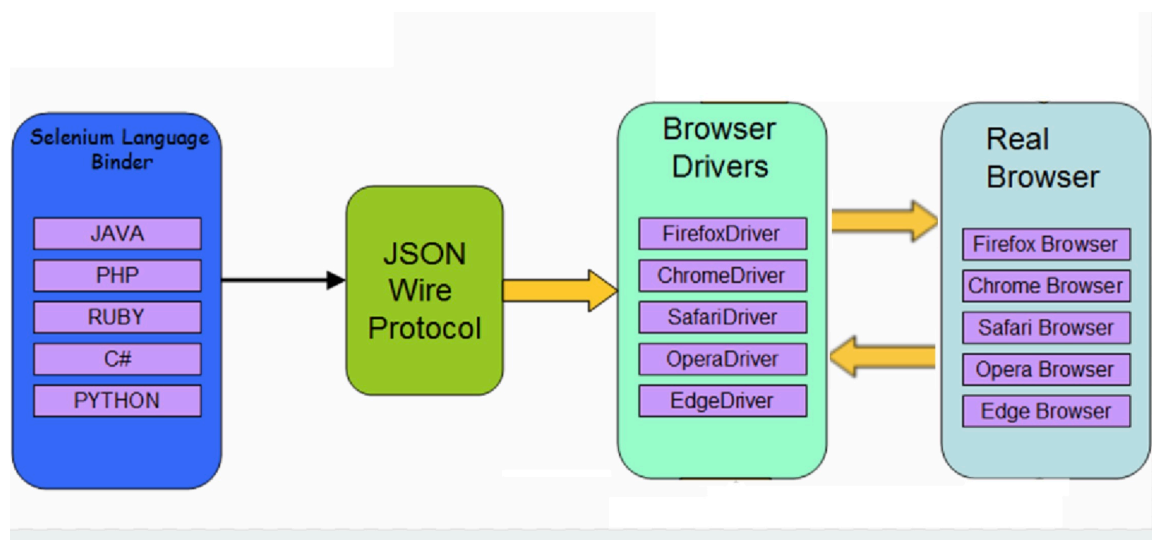 Selenium Language
Binder
JAVA
PHP
RUBY
C#
PYTHON
JSON
Wire
Protocol
Browser
Drivers
FirefoxDriver
ChromeDriver
SafariDriver
OperaDriver
EdgeDriver
Real
Browser
Firefox Browser
Chrome Browser
Safari Browser
Opera Browser
Edge Browser